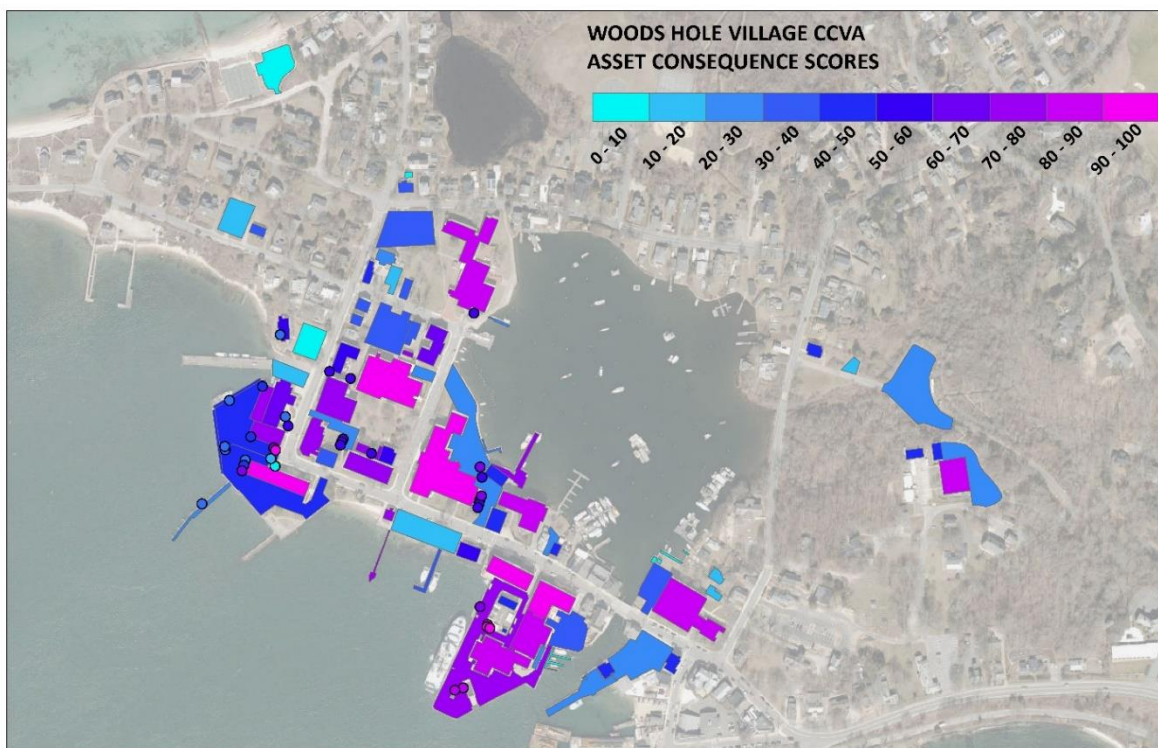 WOODS HOLE VILLAGE CCVA
ASSET CONSEQUENCE SCORES
0 - 10
10 - 20
20 - 30
30 - 40
40 - 50
50 - 60
60 - 70
70 - 80
80 - 90
90 - 100